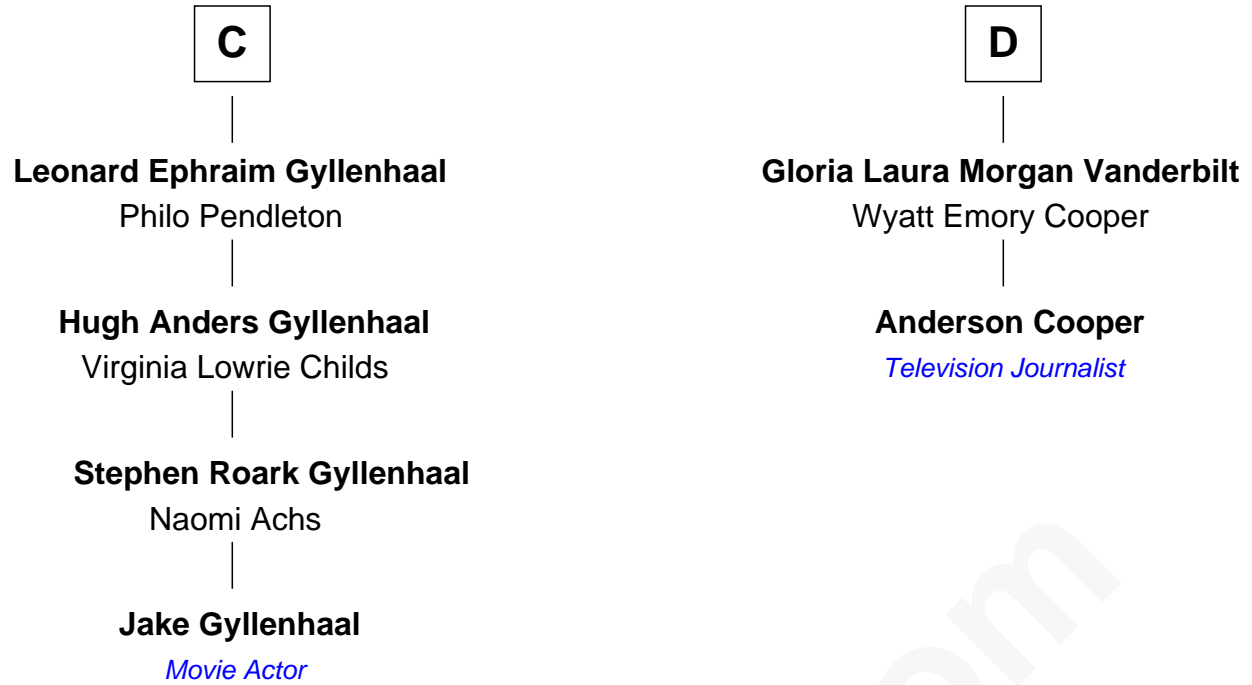 C
Leonard Ephraim Gyllenhaal
Philo Pendleton
Hugh Anders Gyllenhaal
Virginia Lowrie Childs
Stephen Roark Gyllenhaal
Naomi Achs
Jake Gyllenhaal
Movie Actor
D
Gloria Laura Morgan Vanderbilt
Wyatt Emory Cooper
Anderson Cooper
Television Journalist
om